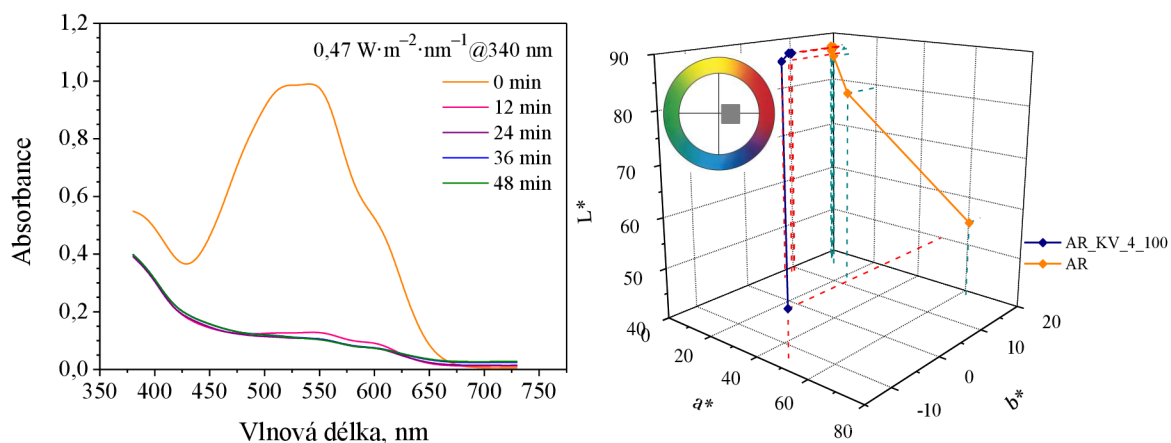 1,2
1,0
0,8
0,6
0,4
0,2
0,0
Absorbance
350 400 450 500 550 600 650 700 750
Vlnová délka, nm
0,47 W·m⁻²·nm⁻¹@340 nm
0 min
12 min
24 min
36 min
48 min
90
80
70
60
50
40
L*
0
20
40
60
80
a*
-10
0
10
20
b*
AR_KV_4_100
AR